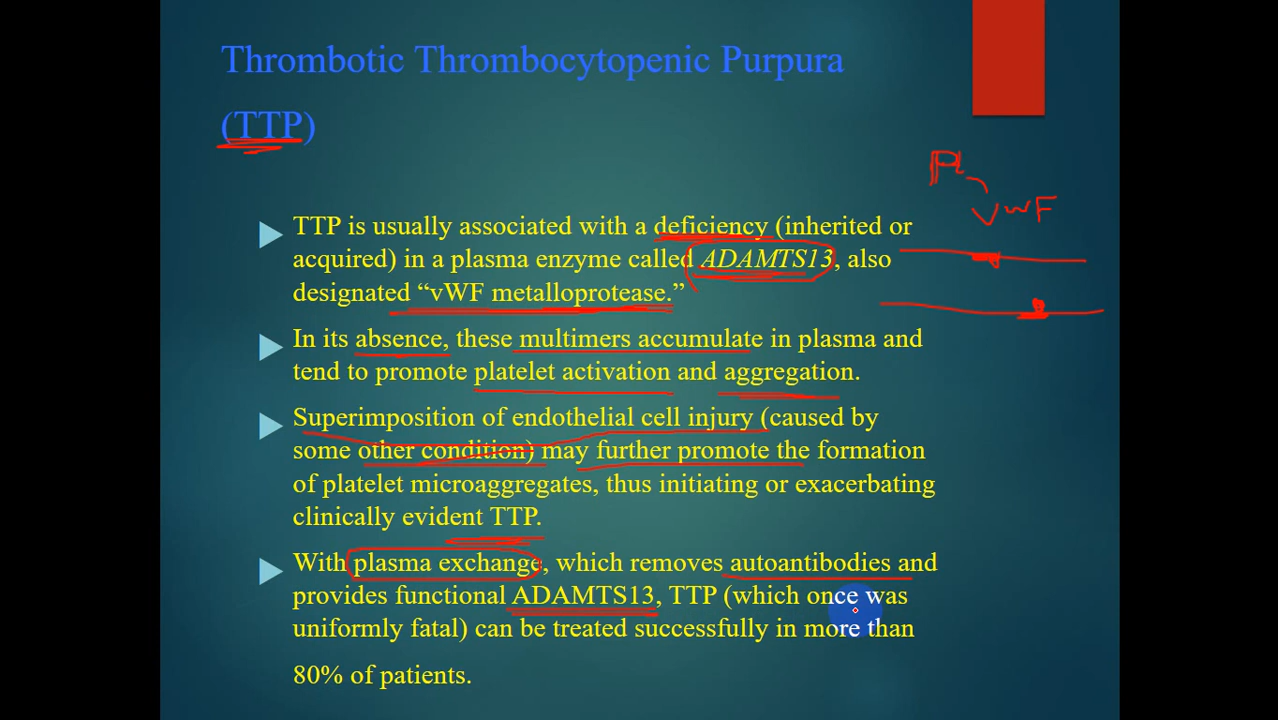 Thrombotic Thrombocytopenic Purpura
(TTP)
Pl
vWF
TTP is usually associated with a deficiency (inherited or
acquired) in a plasma enzyme called ADAMTS13, also
designated “vWF metalloprotease.”
In its absence, these multimers accumulate in plasma and
tend to promote platelet activation and aggregation.
Superimposition of endothelial cell injury (caused by
some other condition) may further promote the formation
of platelet microaggregates, thus initiating or exacerbating
clinically evident TTP.
With plasma exchange, which removes autoantibodies and
provides functional ADAMTS13, TTP (which once was
uniformly fatal) can be treated successfully in more than
80% of patients.